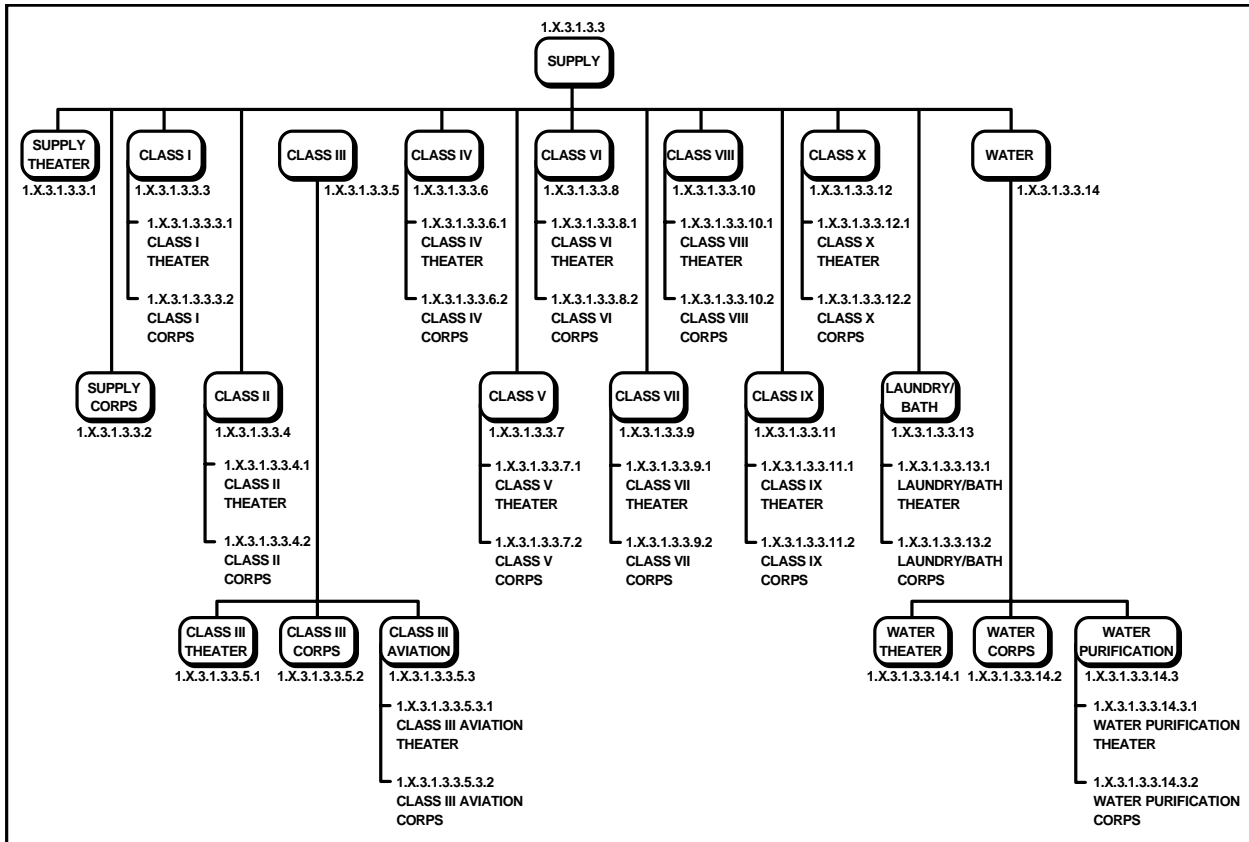 1.X.3.1.3.3
SUPPLY
SUPPLY
THEATER
1.X.3.1.3.3.1
CLASS I
1.X.3.1.3.3.3
1.X.3.1.3.3.3.1
CLASS I
THEATER
1.X.3.1.3.3.3.2
CLASS I
CORPS
CLASS III
1.X.3.1.3.3.5
CLASS IV
1.X.3.1.3.3.6
1.X.3.1.3.3.6.1
CLASS IV
THEATER
1.X.3.1.3.3.6.2
CLASS IV
CORPS
CLASS VI
1.X.3.1.3.3.8
1.X.3.1.3.3.8.1
CLASS VI
THEATER
1.X.3.1.3.3.8.2
CLASS VI
CORPS
CLASS VIII
1.X.3.1.3.3.10
1.X.3.1.3.3.10.1
CLASS VIII
THEATER
1.X.3.1.3.3.10.2
CLASS VIII
CORPS
CLASS X
1.X.3.1.3.3.12
1.X.3.1.3.3.12.1
CLASS X
THEATER
1.X.3.1.3.3.12.2
CLASS X
CORPS
WATER
1.X.3.1.3.3.14
SUPPLY
CORPS
1.X.3.1.3.3.2
CLASS II
1.X.3.1.3.3.4
1.X.3.1.3.3.4.1
CLASS II
THEATER
1.X.3.1.3.3.4.2
CLASS II
CORPS
CLASS V
1.X.3.1.3.3.7
1.X.3.1.3.3.7.1
CLASS V
THEATER
1.X.3.1.3.3.7.2
CLASS V
CORPS
CLASS VII
1.X.3.1.3.3.9
1.X.3.1.3.3.9.1
CLASS VII
THEATER
1.X.3.1.3.3.9.2
CLASS VII
CORPS
CLASS IX
1.X.3.1.3.3.11
1.X.3.1.3.3.11.1
CLASS IX
THEATER
1.X.3.1.3.3.11.2
CLASS IX
CORPS
LAUNDRY/
BATH
1.X.3.1.3.3.13
1.X.3.1.3.3.13.1
LAUNDRY/BATH
THEATER
1.X.3.1.3.3.13.2
LAUNDRY/BATH
CORPS
CLASS III
THEATER
1.X.3.1.3.3.5.1
CLASS III
CORPS
1.X.3.1.3.3.5.2
CLASS III
AVIATION
1.X.3.1.3.3.5.3
1.X.3.1.3.3.5.3.1
CLASS III AVIATION
THEATER
1.X.3.1.3.3.5.3.2
CLASS III AVIATION
CORPS
WATER
THEATER
1.X.3.1.3.3.14.1
WATER
CORPS
1.X.3.1.3.3.14.2
WATER
PURIFICATION
1.X.3.1.3.3.14.3
1.X.3.1.3.3.14.3.1
WATER PURIFICATION
THEATER
1.X.3.1.3.3.14.3.2
WATER PURIFICATION
CORPS